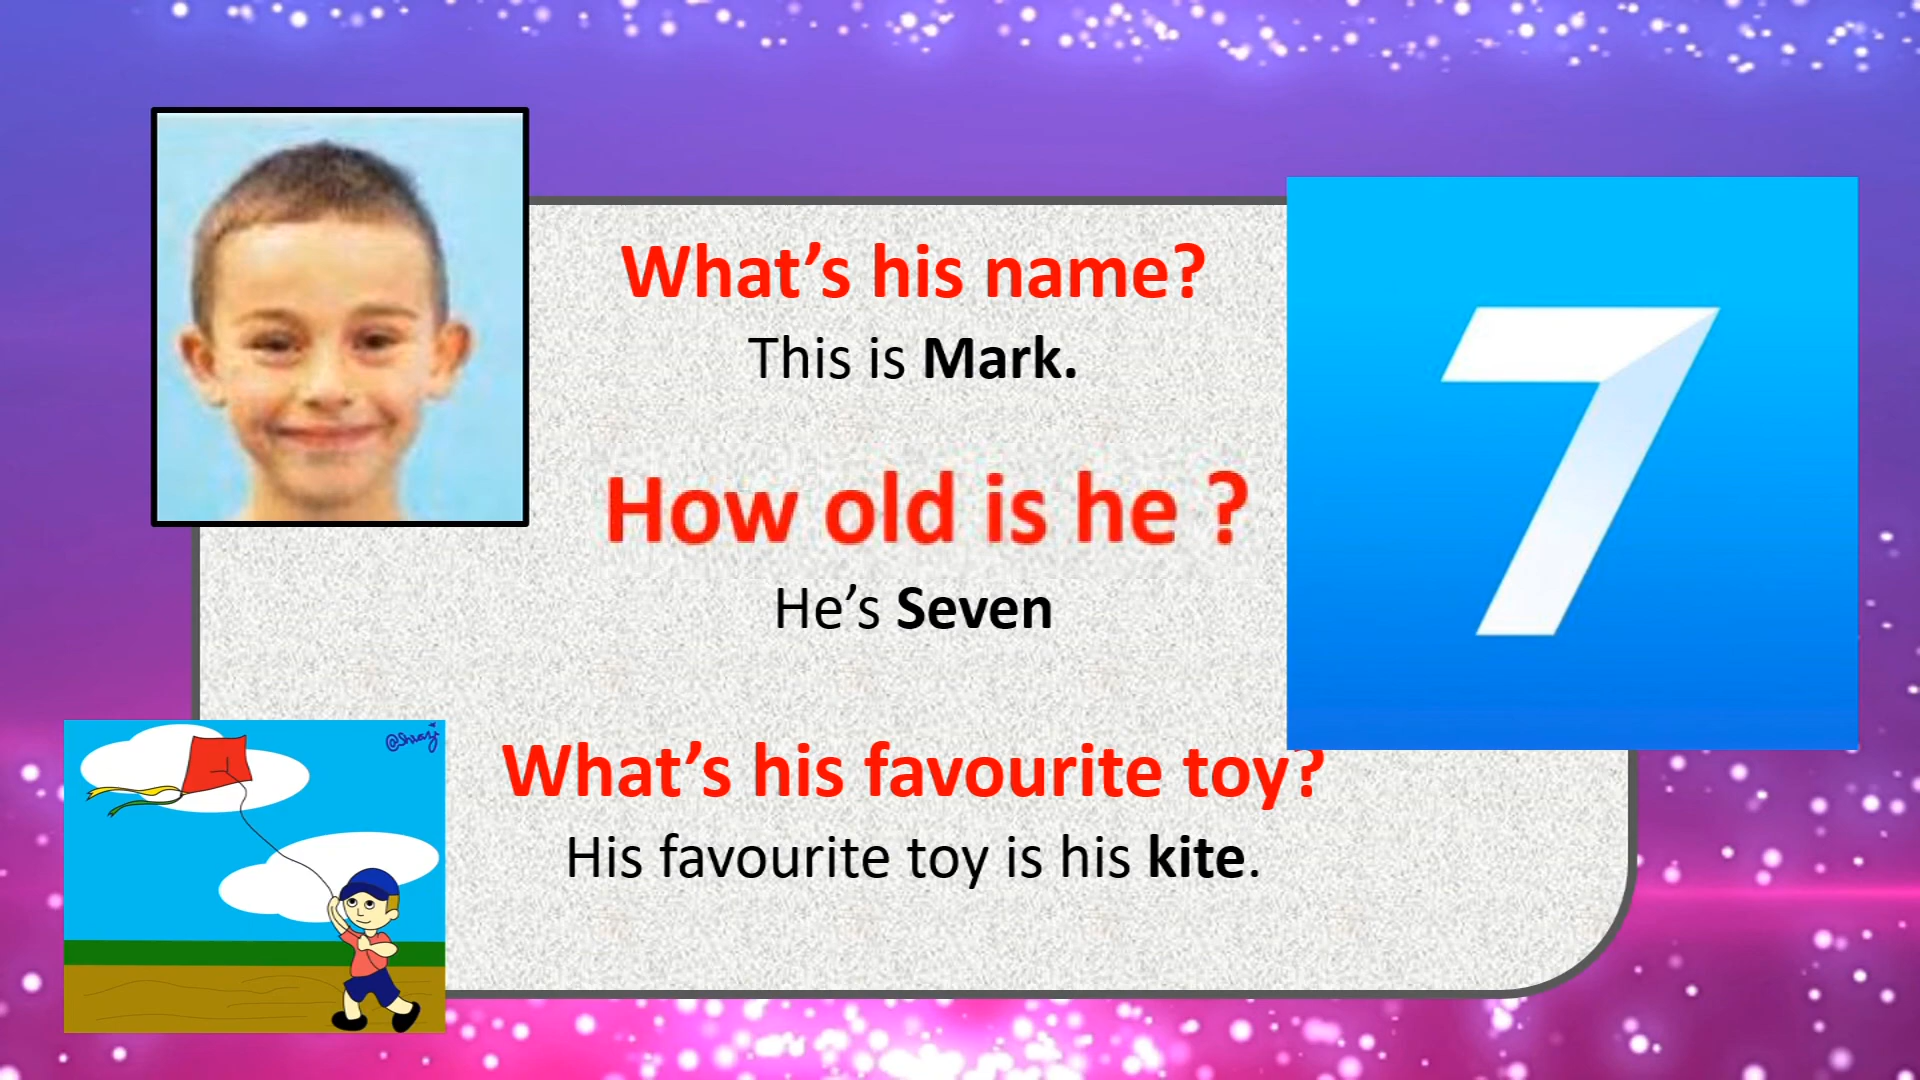 What's his name?
This is Mark.
How old is he ?
He's Seven
7
What's his favourite toy?
His favourite toy is his kite.